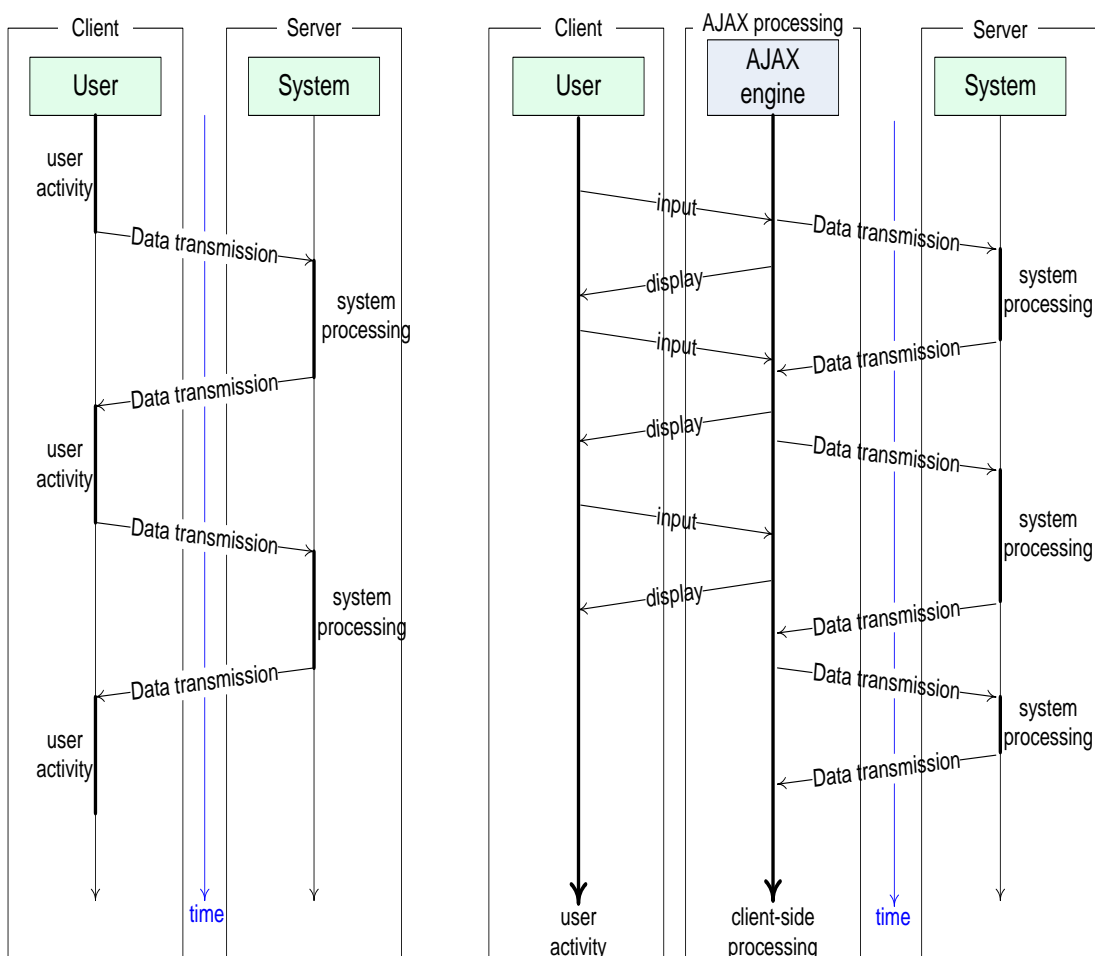 Client
Server
User
System
user
activity
Data transmission
system
processing
Data transmission
user
activity
Data transmission
system
processing
Data transmission
user
activity
time
Client
AJAX processing
Server
User
AJAX
engine
System
input
Data transmission
display
system
processing
input
Data transmission
display
Data transmission
input
system
processing
display
Data transmission
Data transmission
system
processing
Data transmission
user
activity
client-side
processing
time